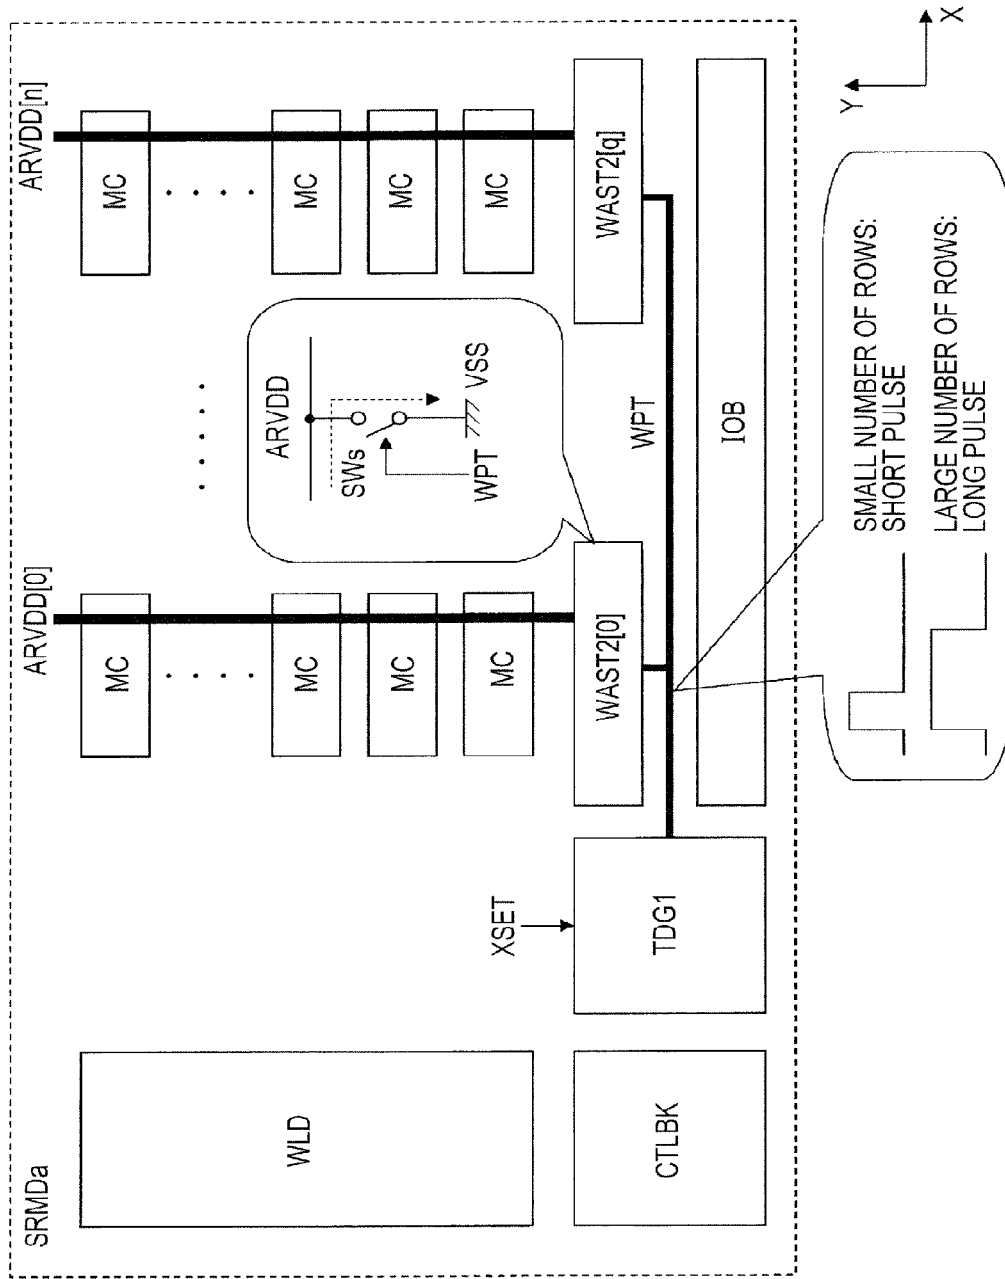 SRMDa
ARVDD[0]
ARVDD[n]
WLD
MC
. . . .
MC
MC
MC
. . . . .
MC
. . . .
MC
MC
MC
ARVDD
SWs
WPT
VSS
XSET
CTLBK
TDG1
WAST2[0]
WAST2[q]
WPT
IOB
SMALL NUMBER OF ROWS:
SHORT PULSE
LARGE NUMBER OF ROWS:
LONG PULSE
Y
X